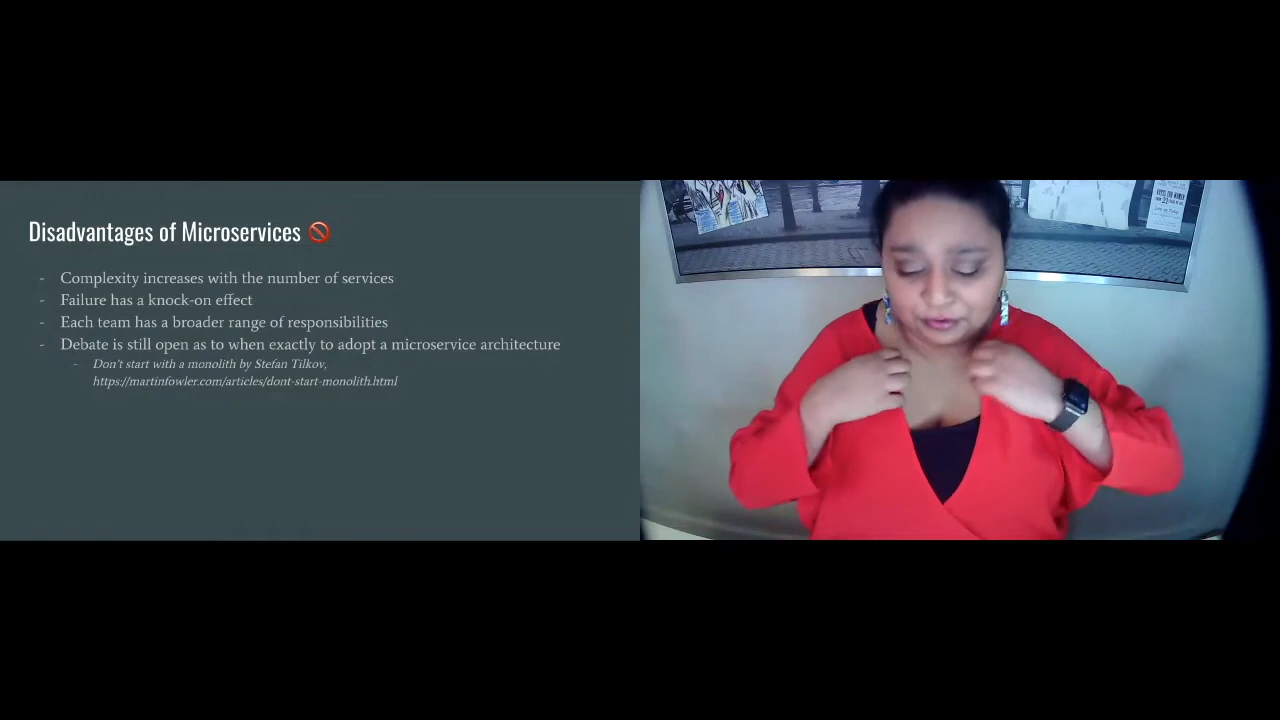 Disadvantages of Microservices 🚫
- Complexity increases with the number of services
- Failure has a knock-on effect
- Each team has a broader range of responsibilities
- Debate is still open as to when exactly to adopt a microservice architecture
- Don't start with a monolith by Stefan Tilkov,
https://martinfowler.com/articles/dont-start-monolith.html